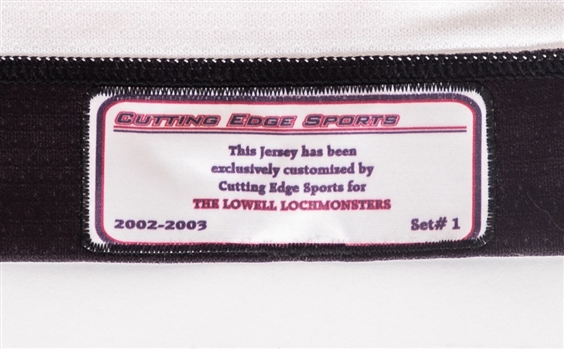 CUTTING EDGE SPORTS
This Jersey has been
exclusively customized by
Cutting Edge Sports for
THE LOWELL LOCHMONSTERS
2002-2003 Set# 1